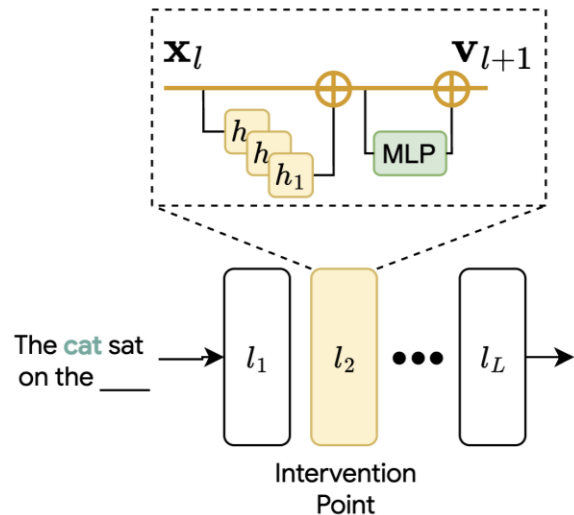 x_l v_{l+1}
h
h
h_1 MLP
The cat sat
on the ____
l_1 l_2 ••• l_L
Intervention
Point